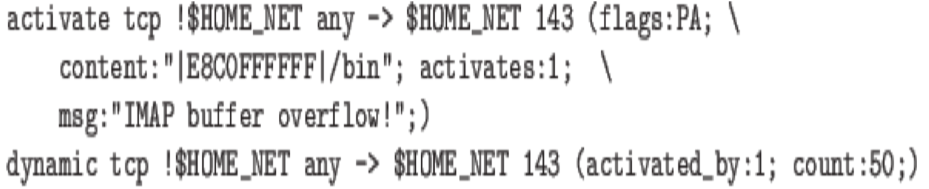 activate tcp !$HOME_NET any -> $HOME_NET 143 (flags:PA; \
content:"|E8C0FFFFFF|/bin"; activates:1; \
msg:"IMAP buffer overflow!";)
dynamic tcp !$HOME_NET any -> $HOME_NET 143 (activated_by:1; count:50;)